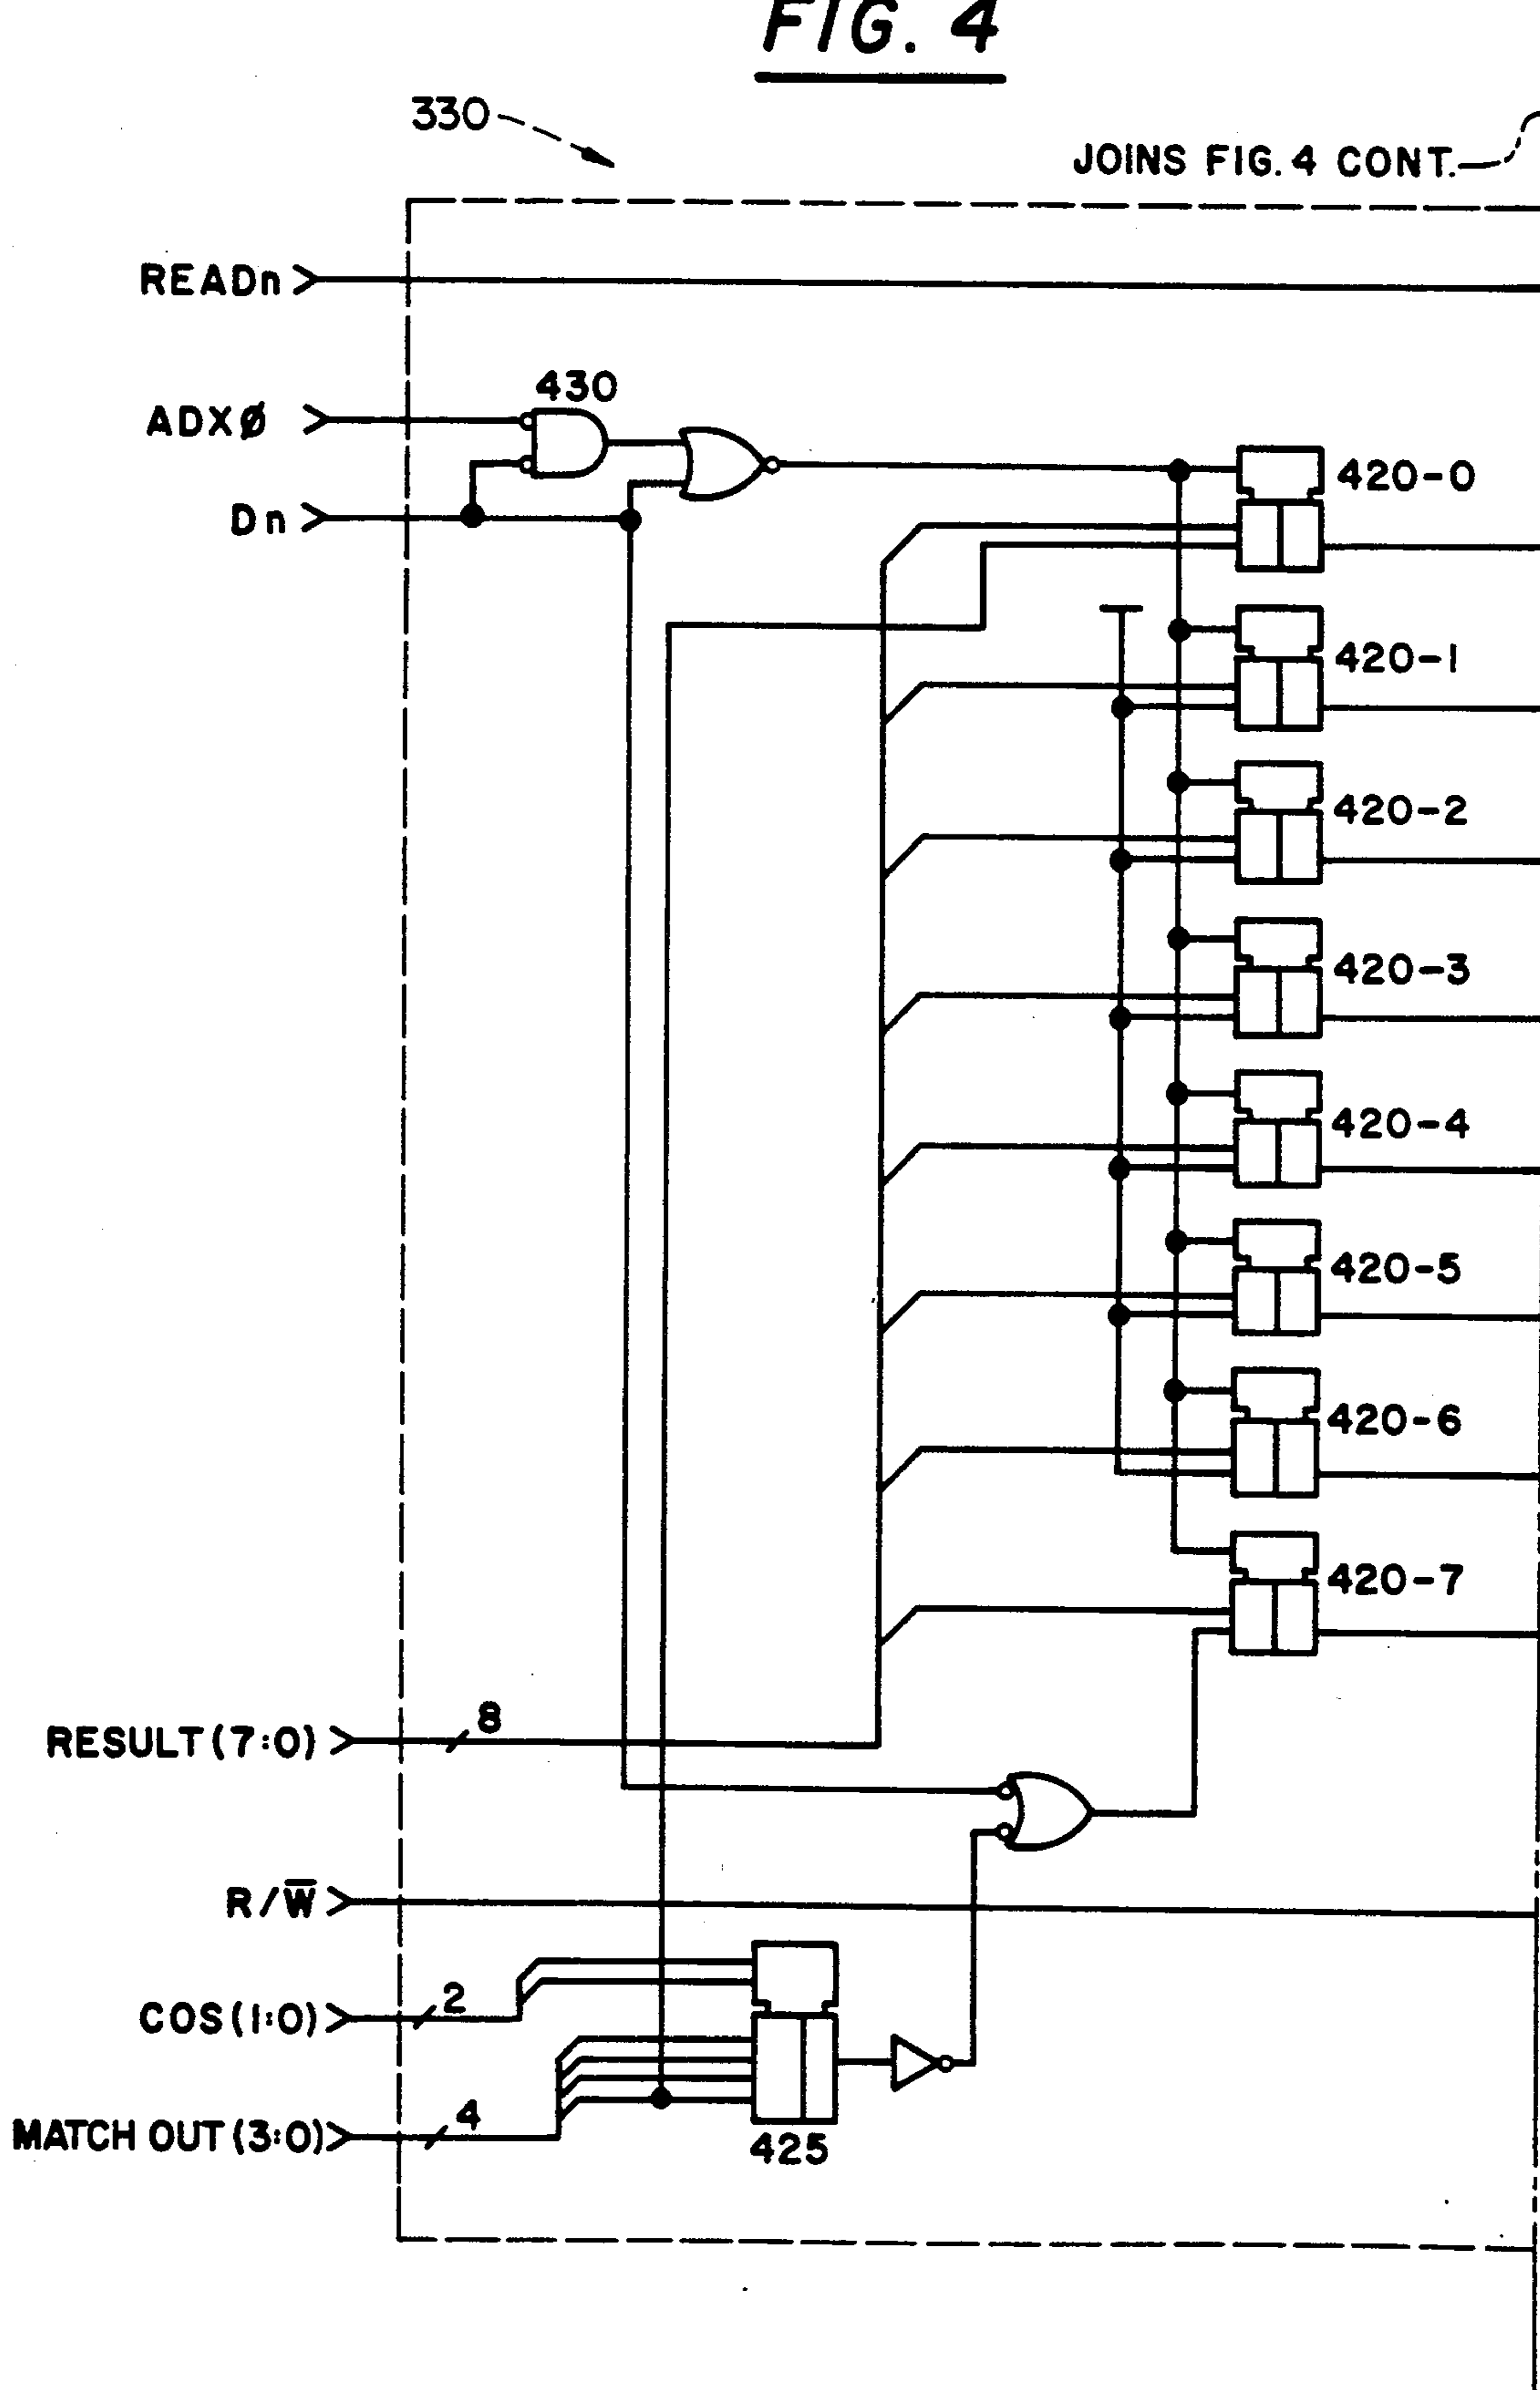 FIG. 4
330
JOINS FIG. 4 CONT.
READn
430
ADXØ
420-0
Dn
420-1
420-2
420-3
420-4
420-5
420-6
420-7
8
RESULT (7:0)
R/W̅
2
COS (1:0)
4
MATCH OUT (3:0)
425